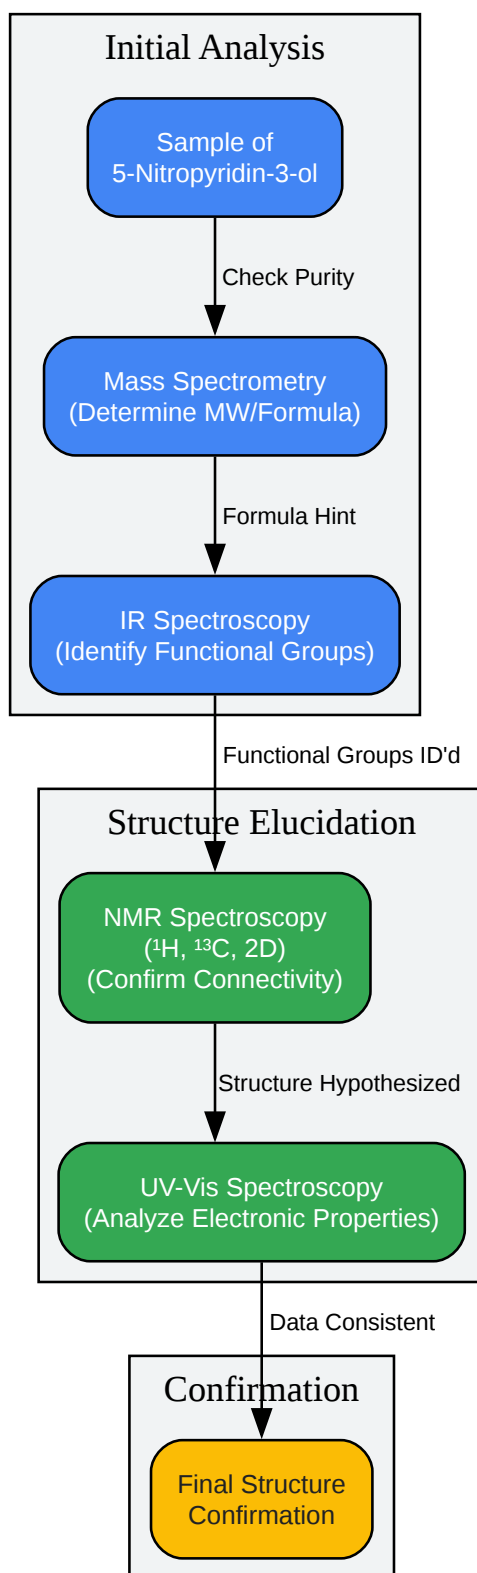 Initial Analysis
Sample of
5-Nitropyridin-3-ol
Check Purity
Mass Spectrometry
(Determine MW/Formula)
Formula Hint
IR Spectroscopy
(Identify Functional Groups)
Functional Groups ID'd
Structure Elucidation
NMR Spectroscopy
(¹H, ¹³C, 2D)
(Confirm Connectivity)
Structure Hypothesized
UV-Vis Spectroscopy
(Analyze Electronic Properties)
Data Consistent
Confirmation
Final Structure
Confirmation